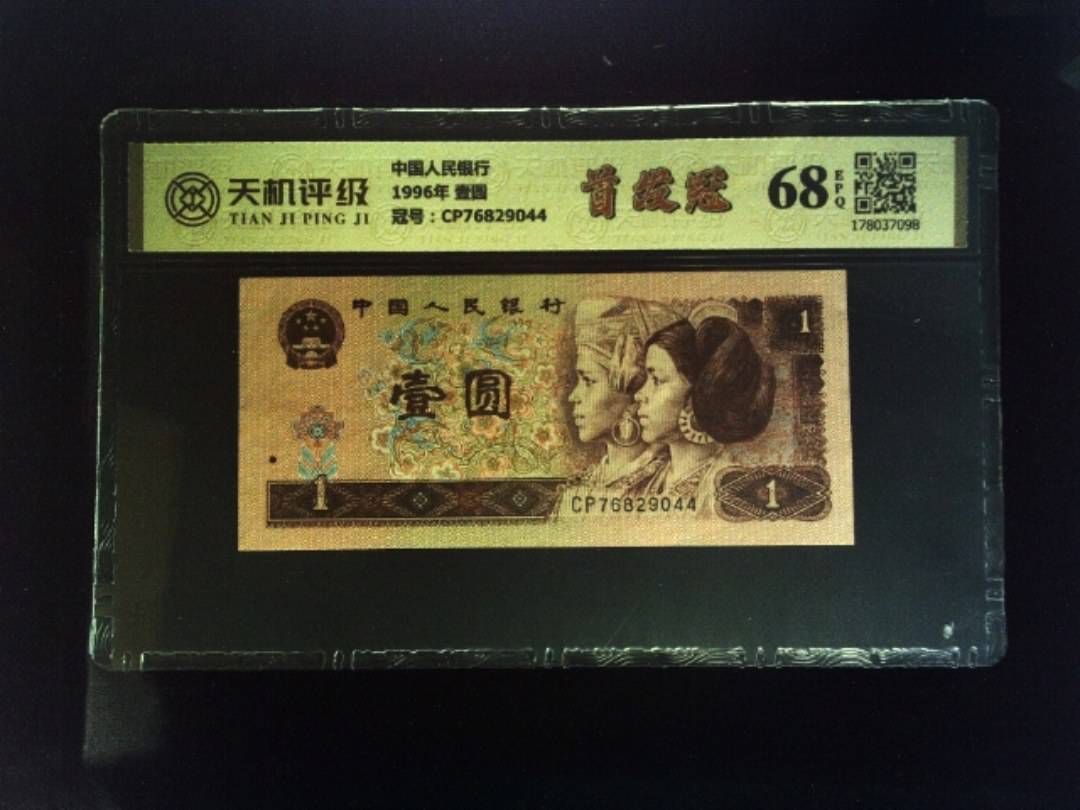 天机评级
TIAN JI PING JI
中国人民银行
1996年 壹圆
冠号：CP76829044
首发冠
68
EPQ
178037098
中国人民银行
1
壹圆
1
CP76829044
1